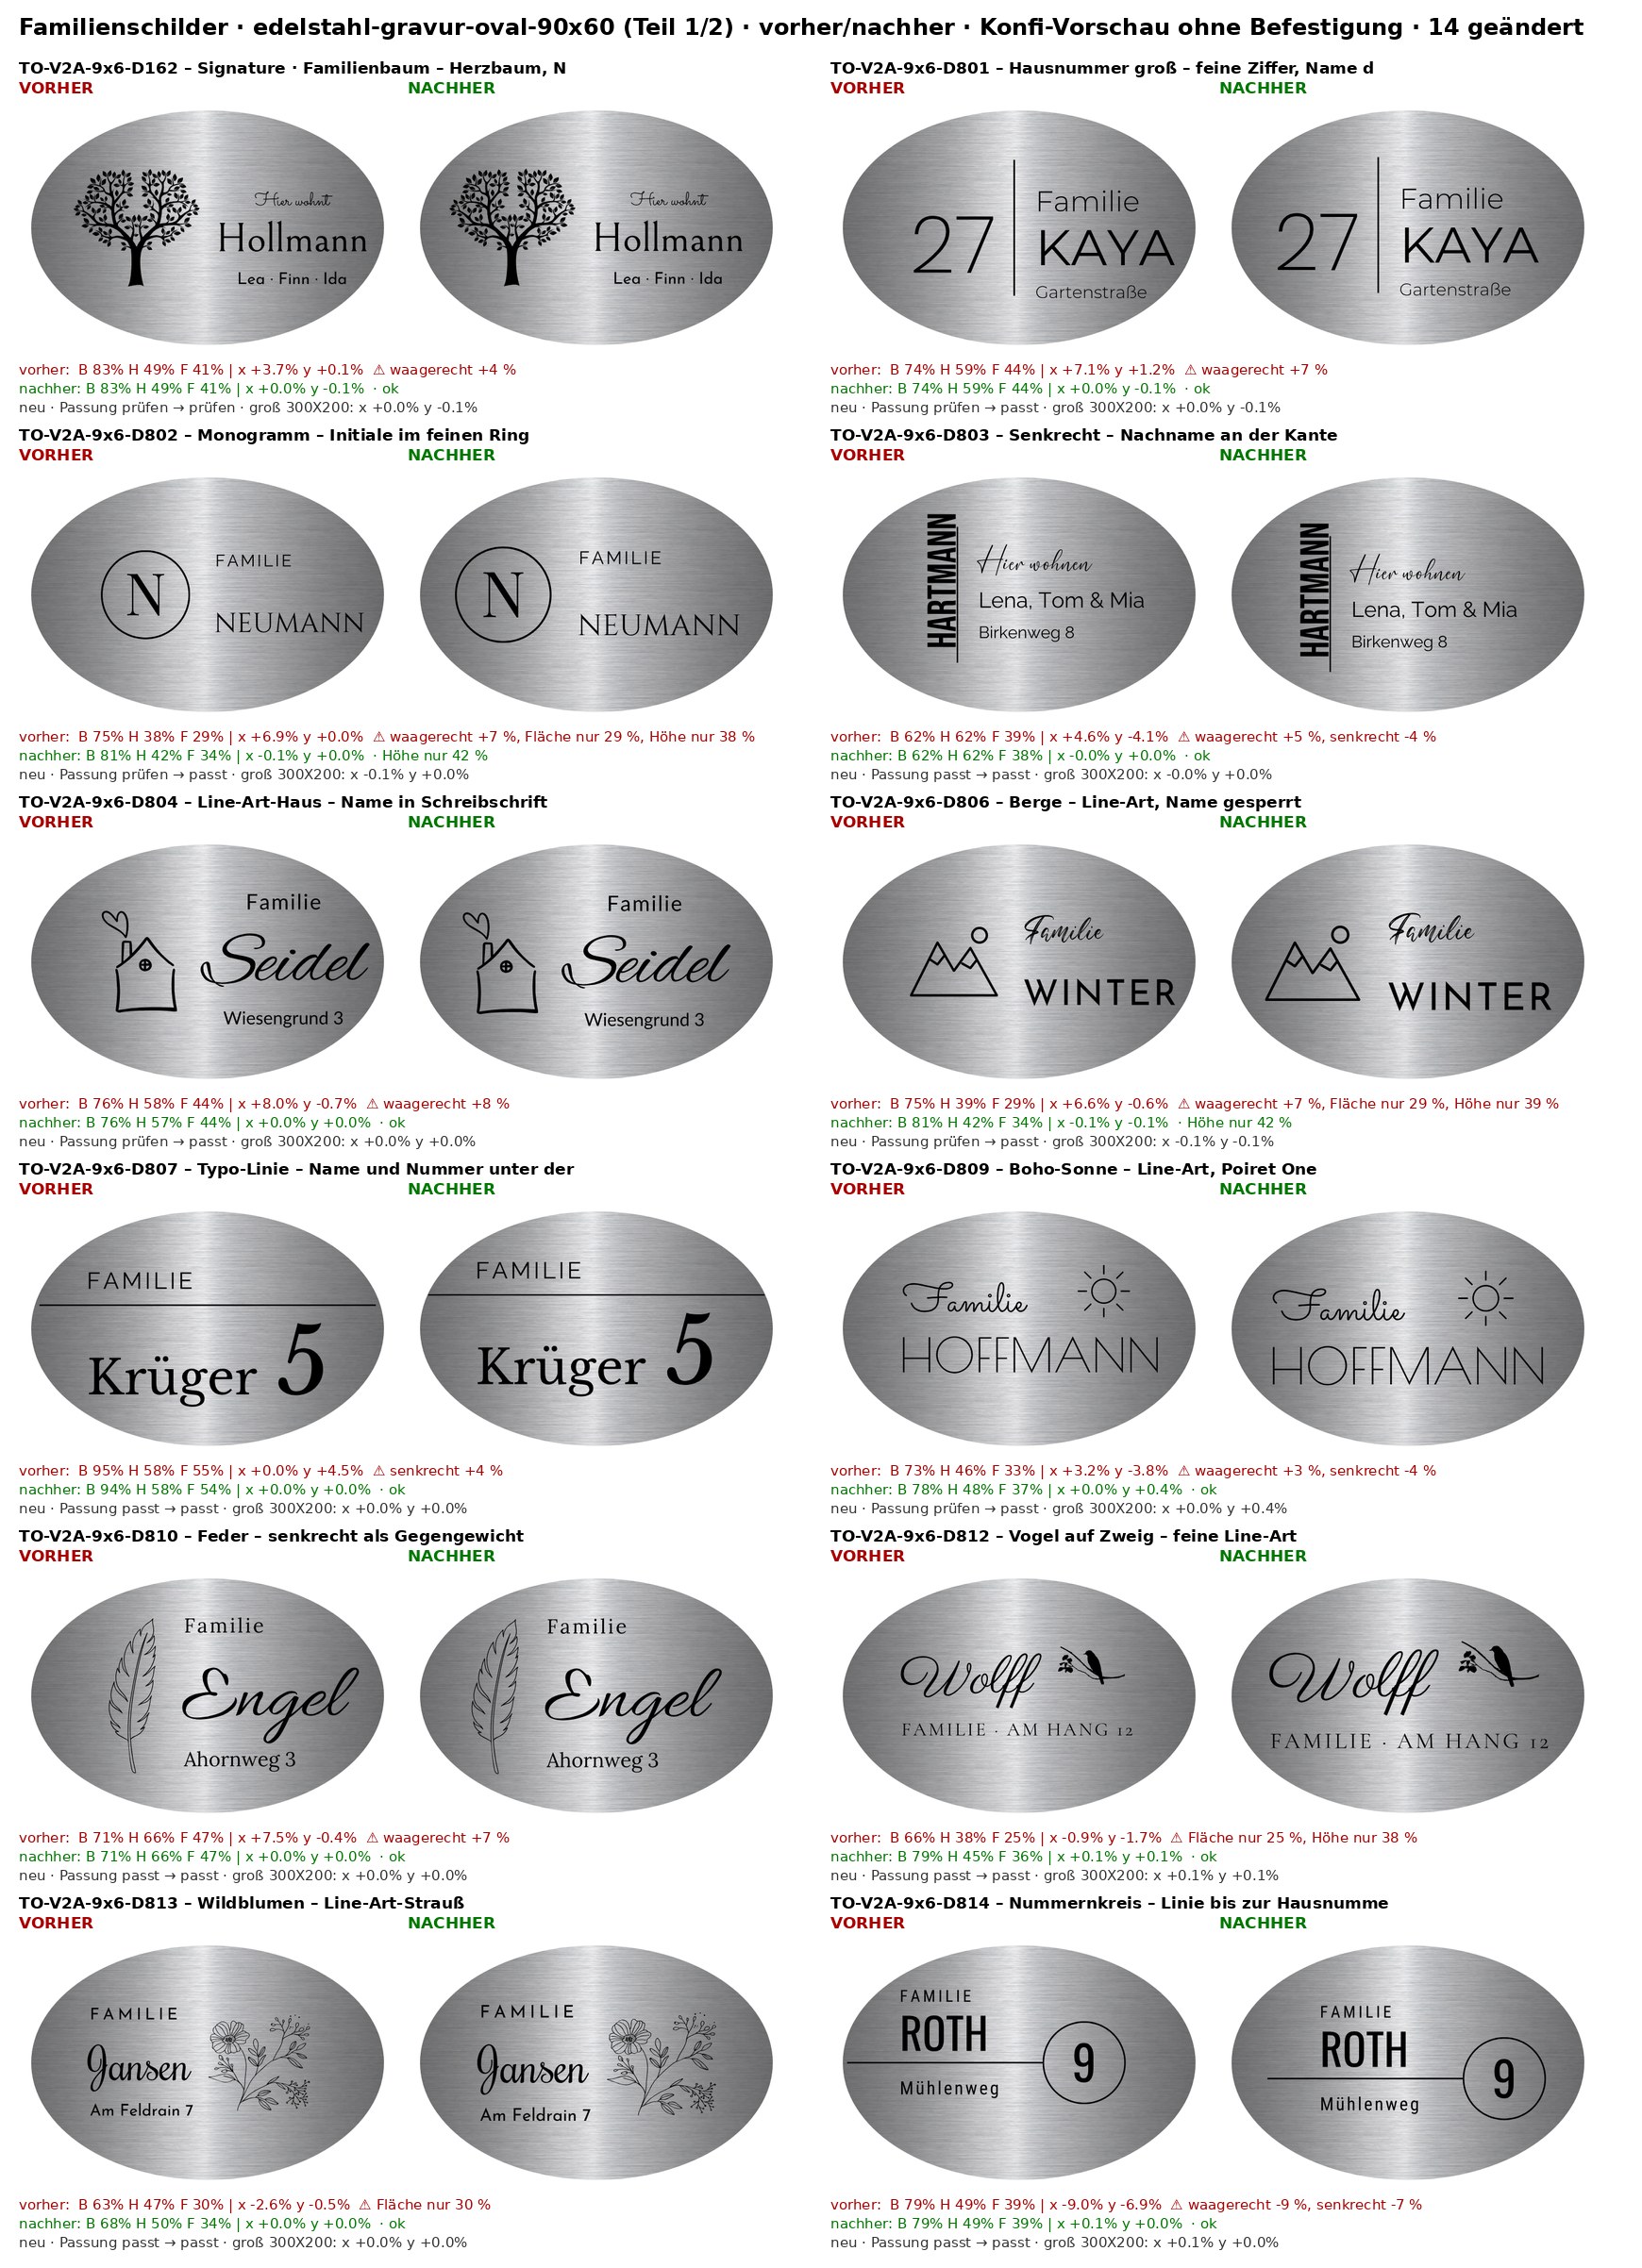 Familienschilder · edelstahl-gravur-oval-90x60 (Teil 1/2) · vorher/nachher · Konfi-Vorschau ohne Befestigung · 14 geändert
TO-V2A-9x6-D162 – Signature · Familienbaum – Herzbaum, N
VORHER NACHHER
Hier wohnt
Hollmann
Lea · Finn · Ida
Hier wohnt
Hollmann
Lea · Finn · Ida
vorher: B 83% H 49% F 41% | x +3.7% y +0.1% ⚠ waagerecht +4 %
nachher: B 83% H 49% F 41% | x +0.0% y -0.1% · ok
neu · Passung prüfen → prüfen · groß 300X200: x +0.0% y -0.1%
TO-V2A-9x6-D801 – Hausnummer groß – feine Ziffer, Name d
VORHER NACHHER
27
Familie
KAYA
Gartenstraße
27
Familie
KAYA
Gartenstraße
vorher: B 74% H 59% F 44% | x +7.1% y +1.2% ⚠ waagerecht +7 %
nachher: B 74% H 59% F 44% | x +0.0% y -0.1% · ok
neu · Passung prüfen → passt · groß 300X200: x +0.0% y -0.1%
TO-V2A-9x6-D802 – Monogramm – Initiale im feinen Ring
VORHER NACHHER
N
FAMILIE
NEUMANN
N
FAMILIE
NEUMANN
vorher: B 75% H 38% F 29% | x +6.9% y +0.0% ⚠ waagerecht +7 %, Fläche nur 29 %, Höhe nur 38 %
nachher: B 81% H 42% F 34% | x -0.1% y +0.0% · Höhe nur 42 %
neu · Passung prüfen → passt · groß 300X200: x -0.1% y +0.0%
TO-V2A-9x6-D803 – Senkrecht – Nachname an der Kante
VORHER NACHHER
HARTMANN
Hier wohnen
Lena, Tom & Mia
Birkenweg 8
HARTMANN
Hier wohnen
Lena, Tom & Mia
Birkenweg 8
vorher: B 62% H 62% F 39% | x +4.6% y -4.1% ⚠ waagerecht +5 %, senkrecht -4 %
nachher: B 62% H 62% F 38% | x -0.0% y +0.0% · ok
neu · Passung passt → passt · groß 300X200: x -0.0% y +0.0%
TO-V2A-9x6-D804 – Line-Art-Haus – Name in Schreibschrift
VORHER NACHHER
Familie
Seidel
Wiesengrund 3
Familie
Seidel
Wiesengrund 3
vorher: B 76% H 58% F 44% | x +8.0% y -0.7% ⚠ waagerecht +8 %
nachher: B 76% H 57% F 44% | x +0.0% y +0.0% · ok
neu · Passung prüfen → passt · groß 300X200: x +0.0% y +0.0%
TO-V2A-9x6-D806 – Berge – Line-Art, Name gesperrt
VORHER NACHHER
Familie
WINTER
Familie
WINTER
vorher: B 75% H 39% F 29% | x +6.6% y -0.6% ⚠ waagerecht +7 %, Fläche nur 29 %, Höhe nur 39 %
nachher: B 81% H 42% F 34% | x -0.1% y -0.1% · Höhe nur 42 %
neu · Passung prüfen → passt · groß 300X200: x -0.1% y -0.1%
TO-V2A-9x6-D807 – Typo-Linie – Name und Nummer unter der
VORHER NACHHER
FAMILIE
Krüger 5
FAMILIE
Krüger 5
vorher: B 95% H 58% F 55% | x +0.0% y +4.5% ⚠ senkrecht +4 %
nachher: B 94% H 58% F 54% | x +0.0% y +0.0% · ok
neu · Passung passt → passt · groß 300X200: x +0.0% y +0.0%
TO-V2A-9x6-D809 – Boho-Sonne – Line-Art, Poiret One
VORHER NACHHER
Familie
HOFFMANN
Familie
HOFFMANN
vorher: B 73% H 46% F 33% | x +3.2% y -3.8% ⚠ waagerecht +3 %, senkrecht -4 %
nachher: B 78% H 48% F 37% | x +0.0% y +0.4% · ok
neu · Passung prüfen → passt · groß 300X200: x +0.0% y +0.4%
TO-V2A-9x6-D810 – Feder – senkrecht als Gegengewicht
VORHER NACHHER
Familie
Engel
Ahornweg 3
Familie
Engel
Ahornweg 3
vorher: B 71% H 66% F 47% | x +7.5% y -0.4% ⚠ waagerecht +7 %
nachher: B 71% H 66% F 47% | x +0.0% y +0.0% · ok
neu · Passung passt → passt · groß 300X200: x +0.0% y +0.0%
TO-V2A-9x6-D812 – Vogel auf Zweig – feine Line-Art
VORHER NACHHER
Wolff
FAMILIE · AM HANG 12
Wolff
FAMILIE · AM HANG 12
vorher: B 66% H 38% F 25% | x -0.9% y -1.7% ⚠ Fläche nur 25 %, Höhe nur 38 %
nachher: B 79% H 45% F 36% | x +0.1% y +0.1% · ok
neu · Passung passt → passt · groß 300X200: x +0.1% y +0.1%
TO-V2A-9x6-D813 – Wildblumen – Line-Art-Strauß
VORHER NACHHER
FAMILIE
Jansen
Am Feldrain 7
FAMILIE
Jansen
Am Feldrain 7
vorher: B 63% H 47% F 30% | x -2.6% y -0.5% ⚠ Fläche nur 30 %
nachher: B 68% H 50% F 34% | x +0.0% y +0.0% · ok
neu · Passung passt → passt · groß 300X200: x +0.0% y +0.0%
TO-V2A-9x6-D814 – Nummernkreis – Linie bis zur Hausnumme
VORHER NACHHER
FAMILIE
ROTH
9
Mühlenweg
FAMILIE
ROTH
9
Mühlenweg
vorher: B 79% H 49% F 39% | x -9.0% y -6.9% ⚠ waagerecht -9 %, senkrecht -7 %
nachher: B 79% H 49% F 39% | x +0.1% y +0.0% · ok
neu · Passung passt → passt · groß 300X200: x +0.1% y +0.0%